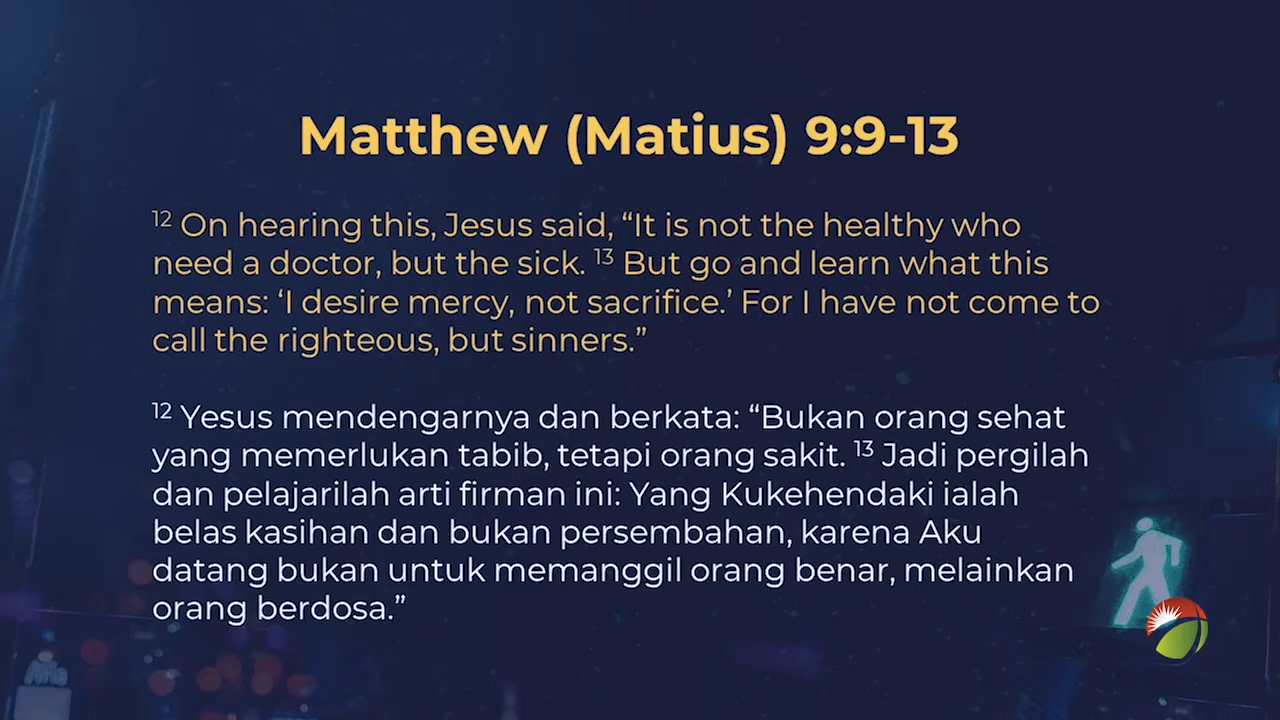 Matthew (Matius) 9:9-13
12 On hearing this, Jesus said, “It is not the healthy who
need a doctor, but the sick. 13 But go and learn what this
means: ‘I desire mercy, not sacrifice.’ For I have not come to
call the righteous, but sinners.”
12 Yesus mendengarnya dan berkata: “Bukan orang sehat
yang memerlukan tabib, tetapi orang sakit. 13 Jadi pergilah
dan pelajarilah arti firman ini: Yang Kukehendaki ialah
belas kasihan dan bukan persembahan, karena Aku
datang bukan untuk memanggil orang benar, melainkan
orang berdosa.”